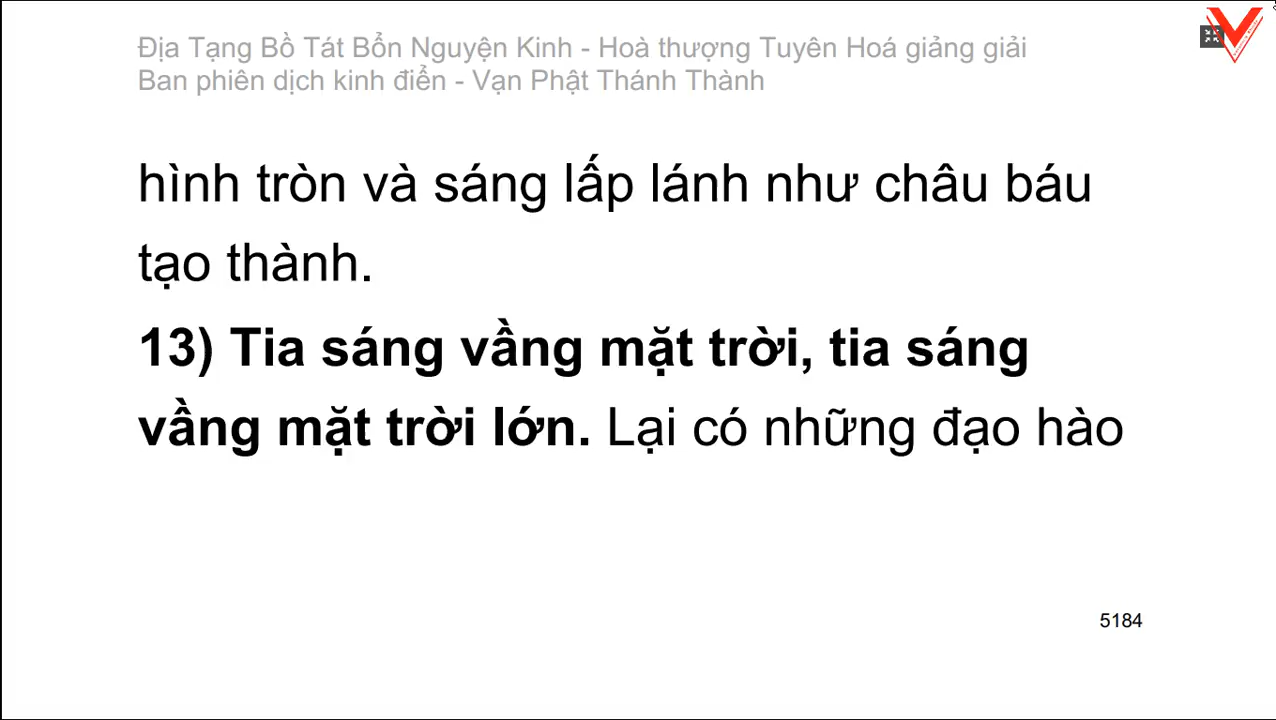 Địa Tạng Bồ Tát Bổn Nguyện Kinh - Hoà thượng Tuyên Hoá giảng giải
Ban phiên dịch kinh điển - Vạn Phật Thánh Thành
hình tròn và sáng lấp lánh như châu báu
tạo thành.
13) Tia sáng vầng mặt trời, tia sáng
vầng mặt trời lớn. Lại có những đạo hào
5184